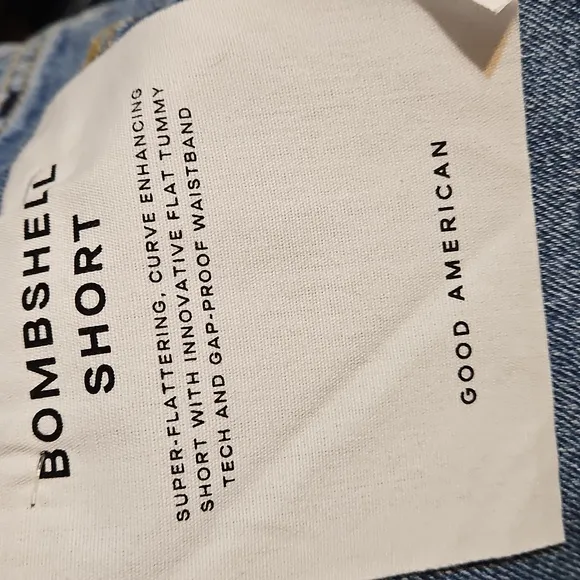 BOMBSHELL
SHORT
SUPER-FLATTERING, CURVE ENHANCING
SHORT WITH INNOVATIVE FLAT TUMMY
TECH AND GAP-PROOF WAISTBAND
GOOD AMERICAN